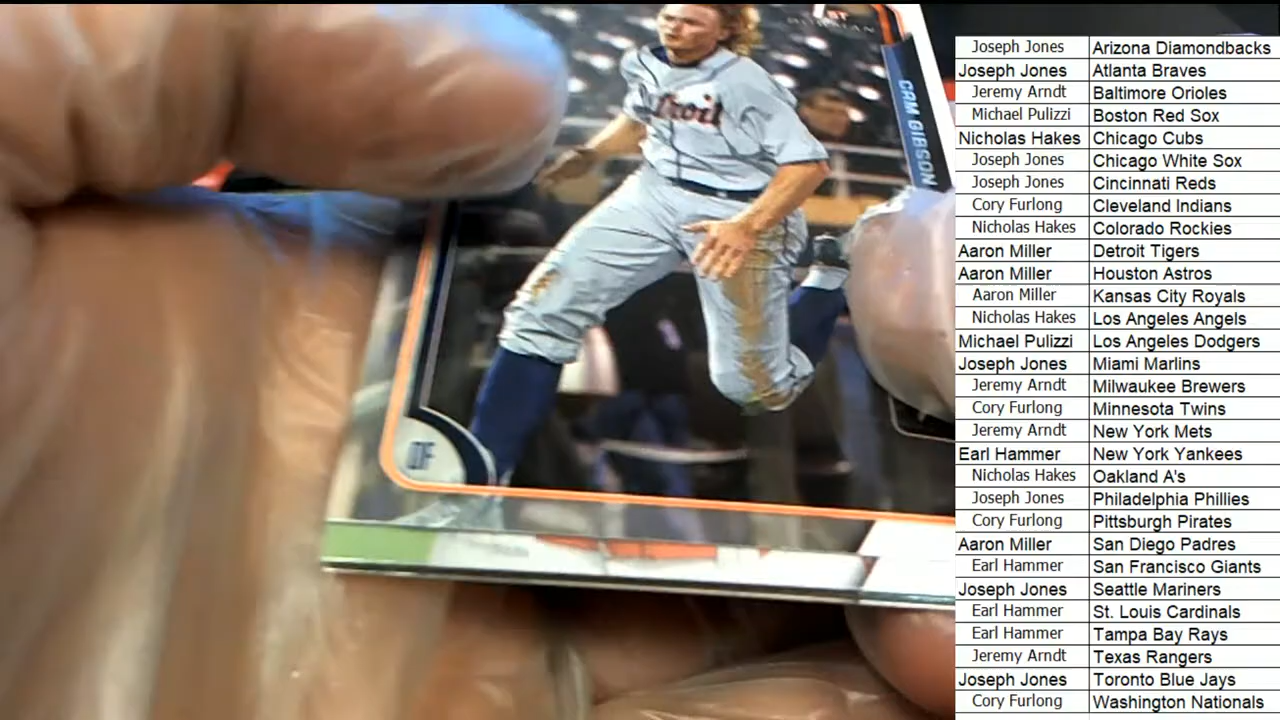 1ST
CAM GIBSON
OF
Joseph Jones Arizona Diamondbacks
Joseph Jones Atlanta Braves
Jeremy Arndt Baltimore Orioles
Michael Pulizzi Boston Red Sox
Nicholas Hakes Chicago Cubs
Joseph Jones Chicago White Sox
Joseph Jones Cincinnati Reds
Cory Furlong Cleveland Indians
Nicholas Hakes Colorado Rockies
Aaron Miller Detroit Tigers
Aaron Miller Houston Astros
Aaron Miller Kansas City Royals
Nicholas Hakes Los Angeles Angels
Michael Pulizzi Los Angeles Dodgers
Joseph Jones Miami Marlins
Jeremy Arndt Milwaukee Brewers
Cory Furlong Minnesota Twins
Jeremy Arndt New York Mets
Earl Hammer New York Yankees
Nicholas Hakes Oakland A's
Joseph Jones Philadelphia Phillies
Cory Furlong Pittsburgh Pirates
Aaron Miller San Diego Padres
Earl Hammer San Francisco Giants
Joseph Jones Seattle Mariners
Earl Hammer St. Louis Cardinals
Earl Hammer Tampa Bay Rays
Jeremy Arndt Texas Rangers
Joseph Jones Toronto Blue Jays
Cory Furlong Washington Nationals